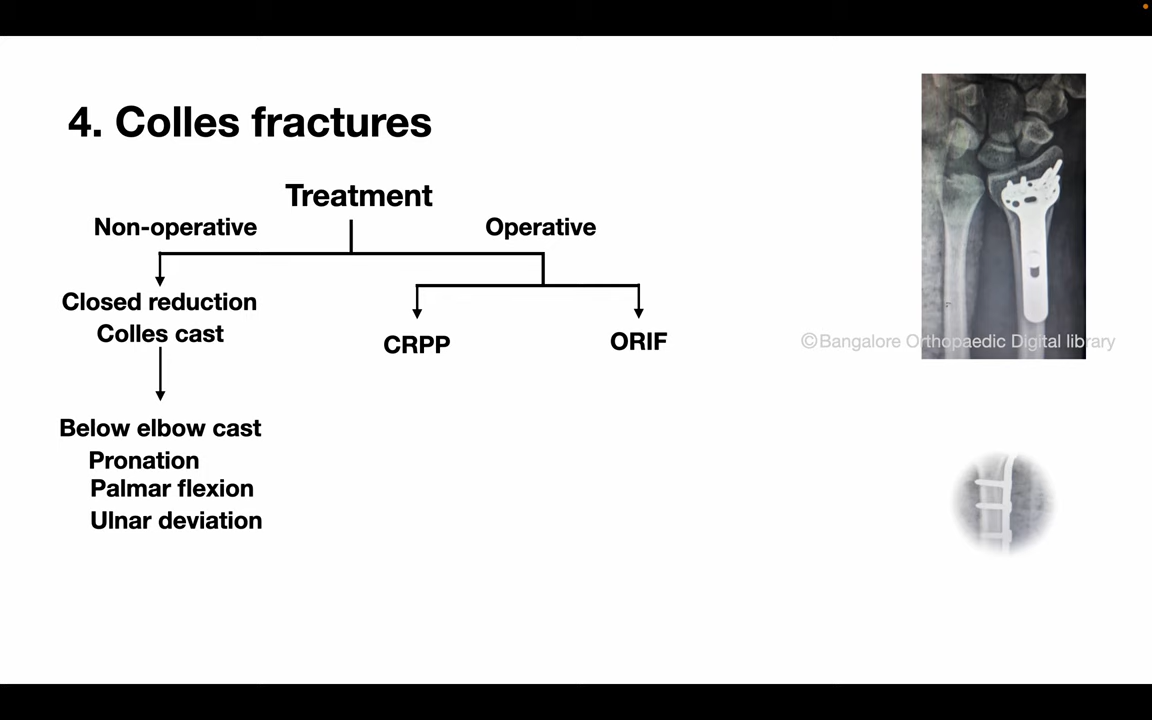 4. Colles fractures
Treatment
Non-operative
Operative
Closed reduction
Colles cast
CRPP
ORIF
©Bangalore Orthopaedic Digital library
Below elbow cast
Pronation
Palmar flexion
Ulnar deviation